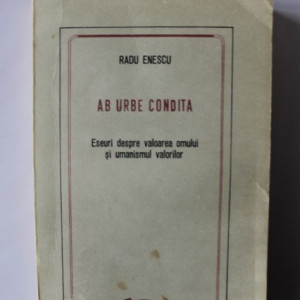 RADU ENESCU
AB URBE CONDITA
Eseuri despre valoarea omului
și umanismul valorilor